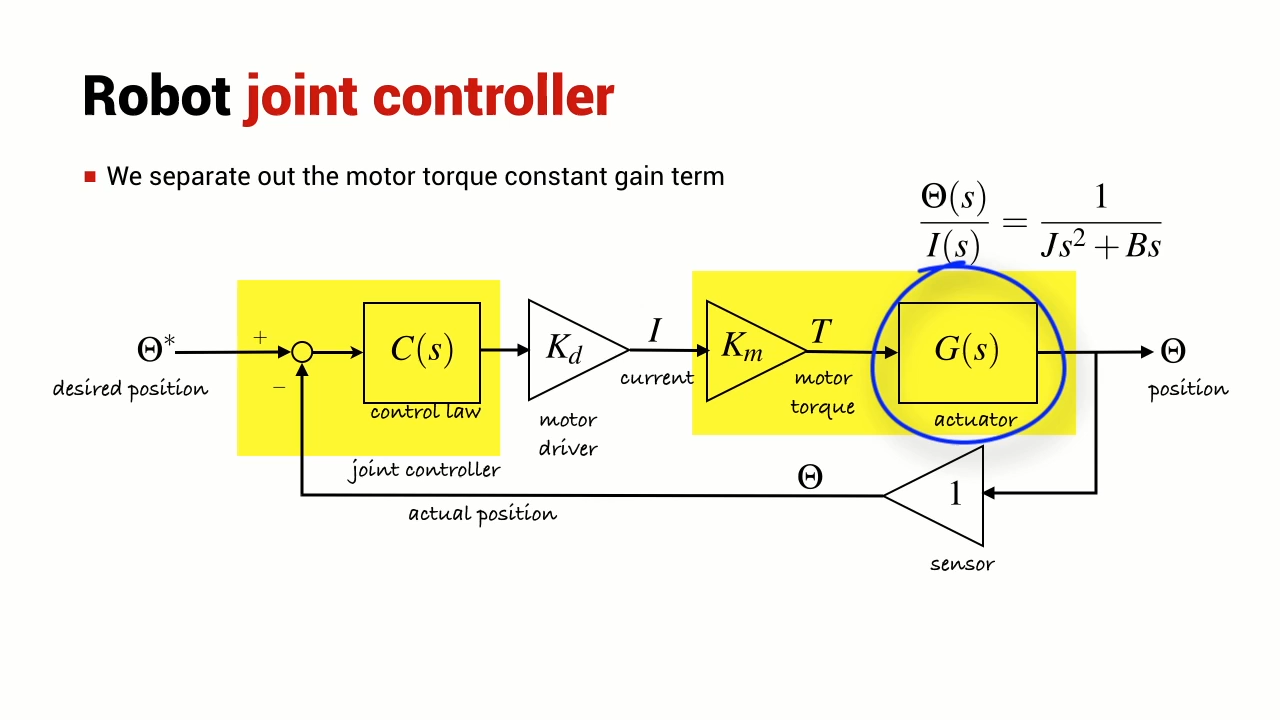 Robot joint controller
We separate out the motor torque constant gain term
Θ(s)/I(s) = 1/(Js² + Bs)
Θ*
desired position
+
−
C(s)
control law
joint controller
K_d
motor
driver
I
current
K_m
T
motor
torque
G(s)
actuator
Θ
position
Θ
actual position
1
sensor